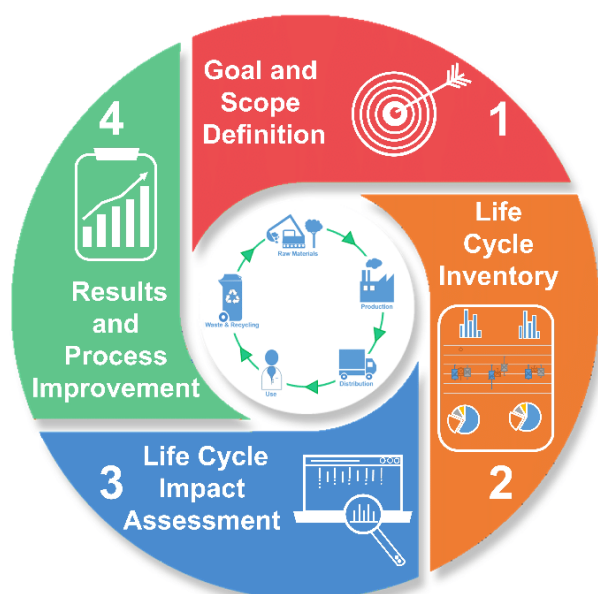 Goal and
Scope
Definition
1
Life
Cycle
Inventory
2
3
Life Cycle
Impact
Assessment
4
Results
and
Process
Improvement
Raw Materials
Production
Distribution
Use
Waste & Recycling